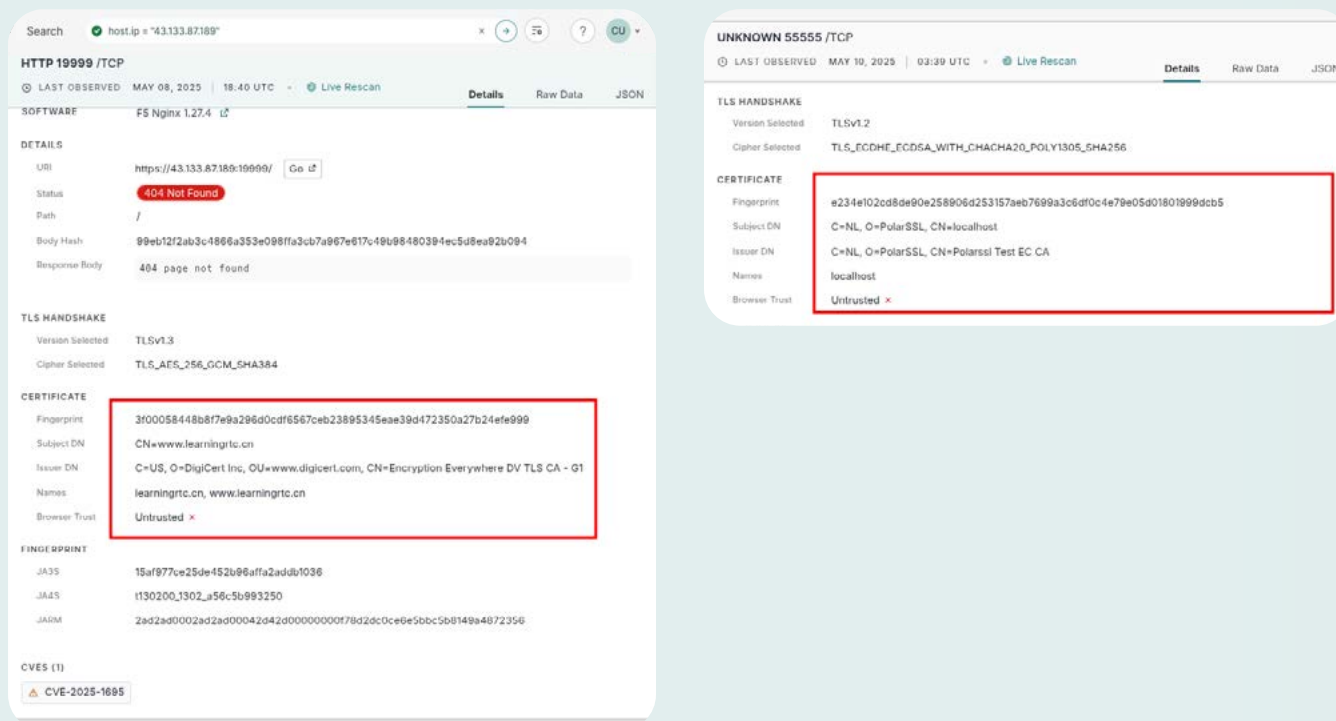 Search host.ip = "43.133.87.189" × ? CU
HTTP 19999 /TCP
LAST OBSERVED MAY 08, 2025 | 18:40 UTC • Live Rescan Details Raw Data JSON
SOFTWARE F5 Nginx 1.27.4
DETAILS
URI https://43.133.87.189:19999/ Go
Status 404 Not Found
Path /
Body Hash 99eb12f2ab3c4866a353e098ffa3cb7a967e617c49b98480394ec5d8ea92b094
Response Body 404 page not found
TLS HANDSHAKE
Version Selected TLSv1.3
Cipher Selected TLS_AES_256_GCM_SHA384
CERTIFICATE
Fingerprint 3f00058448b8f7e9a296d0cdf6567ceb23895345eae39d472350a27b24efe999
Subject DN CN=www.learningrtc.cn
Issuer DN C=US, O=DigiCert Inc, OU=www.digicert.com, CN=Encryption Everywhere DV TLS CA - G1
Names learningrtc.cn, www.learningrtc.cn
Browser Trust Untrusted ×
FINGERPRINT
JA3S 15af977ce25de452b96affa2addb1036
JA4S t130200_1302_a56c5b993250
JARM 2ad2ad0002ad2ad00042d42d00000000f78d2dc0ce6e5bbc5b8149a4872356
CVES (1)
CVE-2025-1695
UNKNOWN 55555 /TCP
LAST OBSERVED MAY 10, 2025 | 03:39 UTC • Live Rescan Details Raw Data JSON
TLS HANDSHAKE
Version Selected TLSv1.2
Cipher Selected TLS_ECDHE_ECDSA_WITH_CHACHA20_POLY1305_SHA256
CERTIFICATE
Fingerprint e234e102cd8de90e258906d253157aeb7699a3c6df0c4e79e05d01801999dcb5
Subject DN C=NL, O=PolarSSL, CN=localhost
Issuer DN C=NL, O=PolarSSL, CN=Polarssl Test EC CA
Names localhost
Browser Trust Untrusted ×